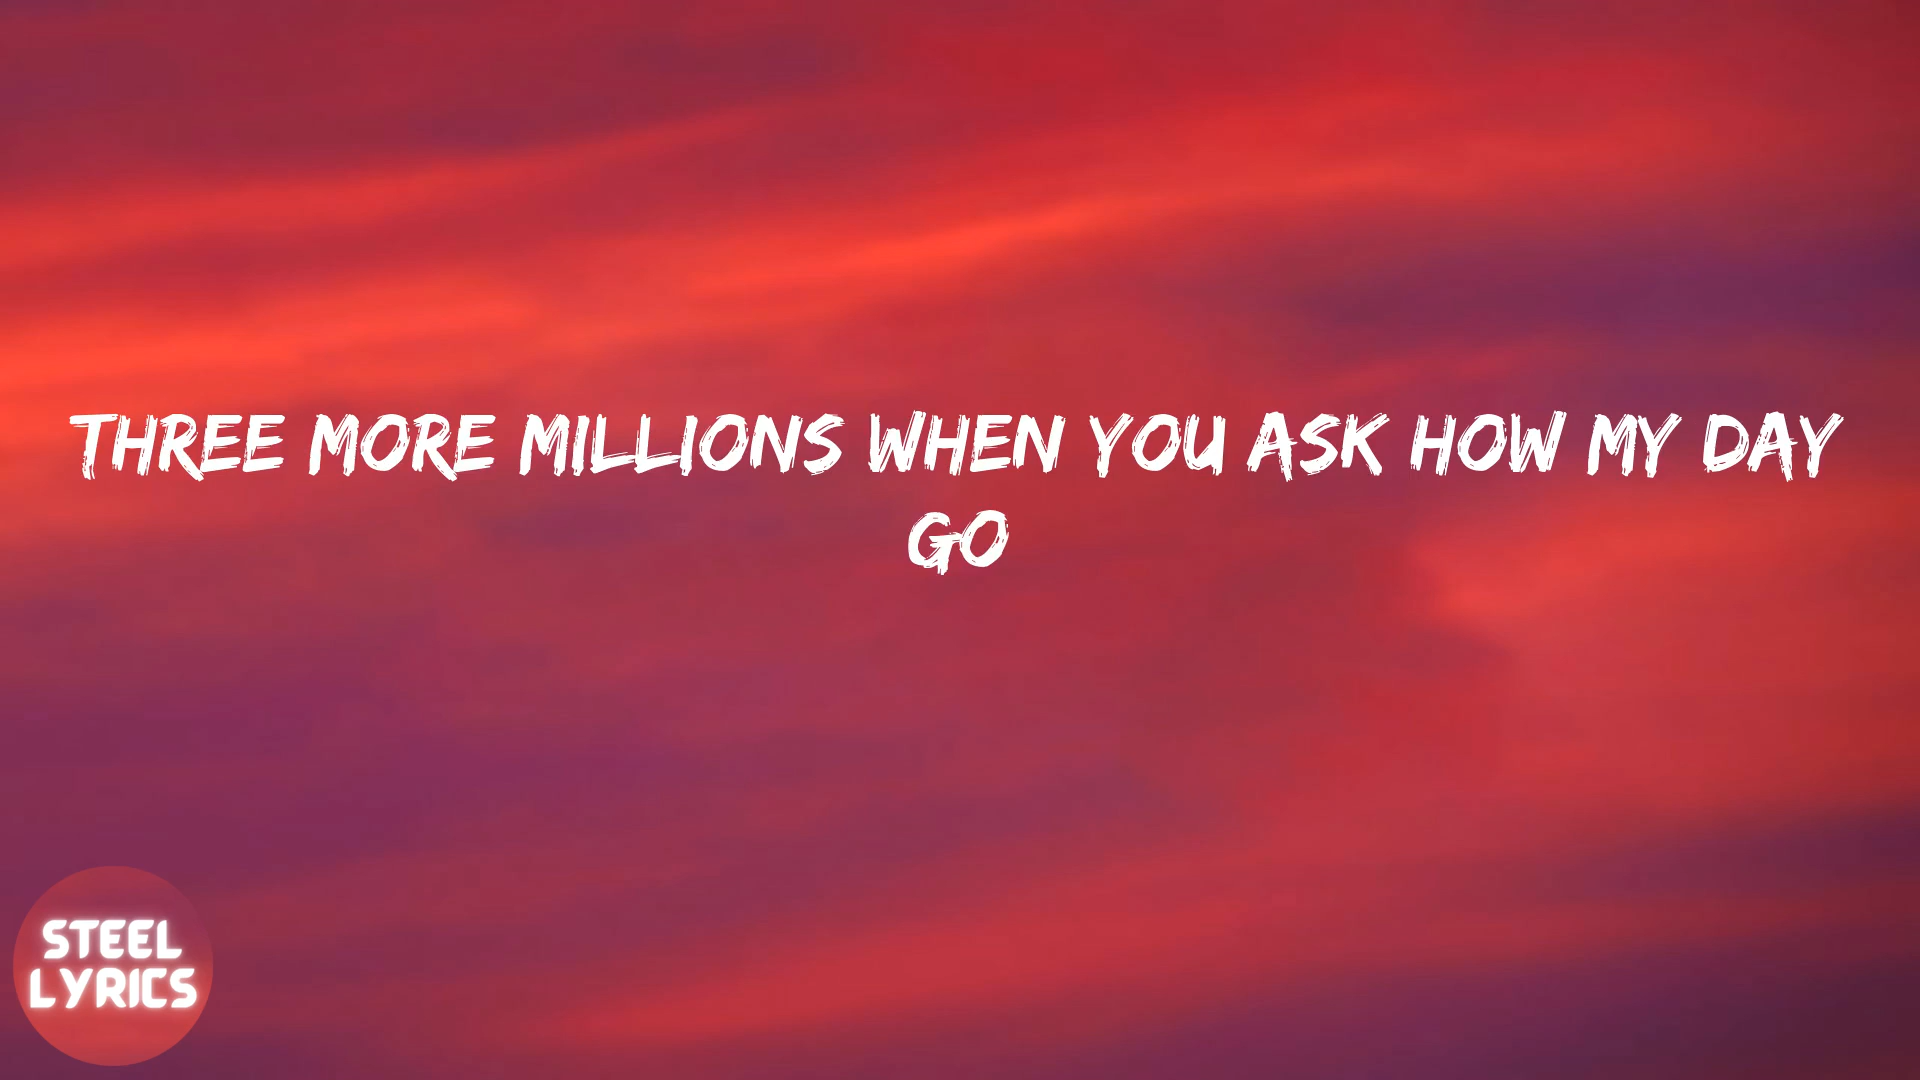 THREE MORE MILLIONS WHEN YOU ASK HOW MY DAY
GO
STEEL
LYRICS